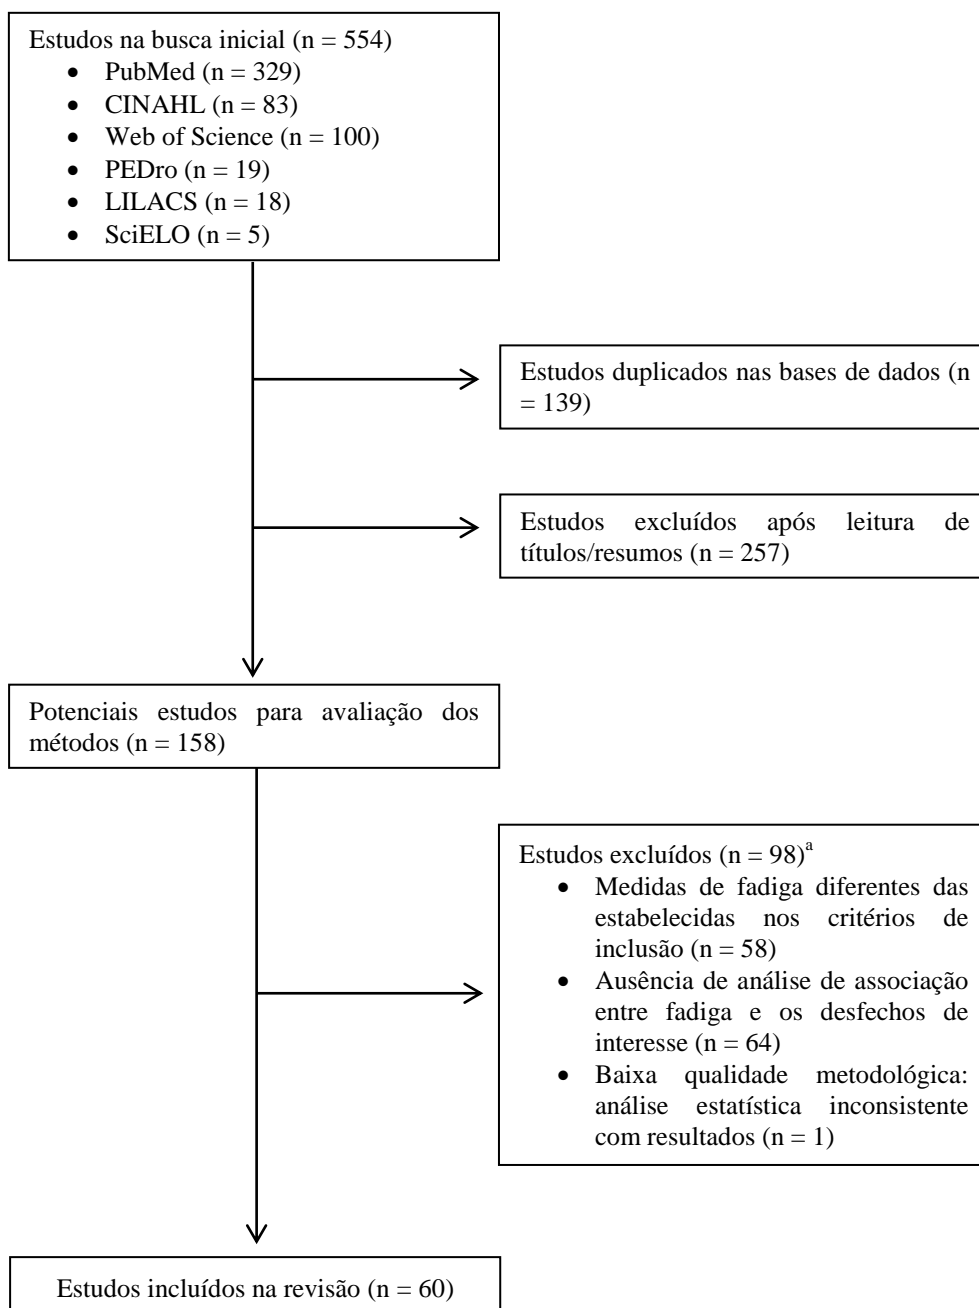 Estudos na busca inicial (n = 554)
• PubMed (n = 329)
• CINAHL (n = 83)
• Web of Science (n = 100)
• PEDro (n = 19)
• LILACS (n = 18)
• SciELO (n = 5)
Estudos duplicados nas bases de dados (n
= 139)
Estudos excluídos após leitura de
títulos/resumos (n = 257)
Potenciais estudos para avaliação dos
métodos (n = 158)
Estudos excluídos (n = 98)ᵃ
• Medidas de fadiga diferentes das
estabelecidas nos critérios de
inclusão (n = 58)
• Ausência de análise de associação
entre fadiga e os desfechos de
interesse (n = 64)
• Baixa qualidade metodológica:
análise estatística inconsistente
com resultados (n = 1)
Estudos incluídos na revisão (n = 60)